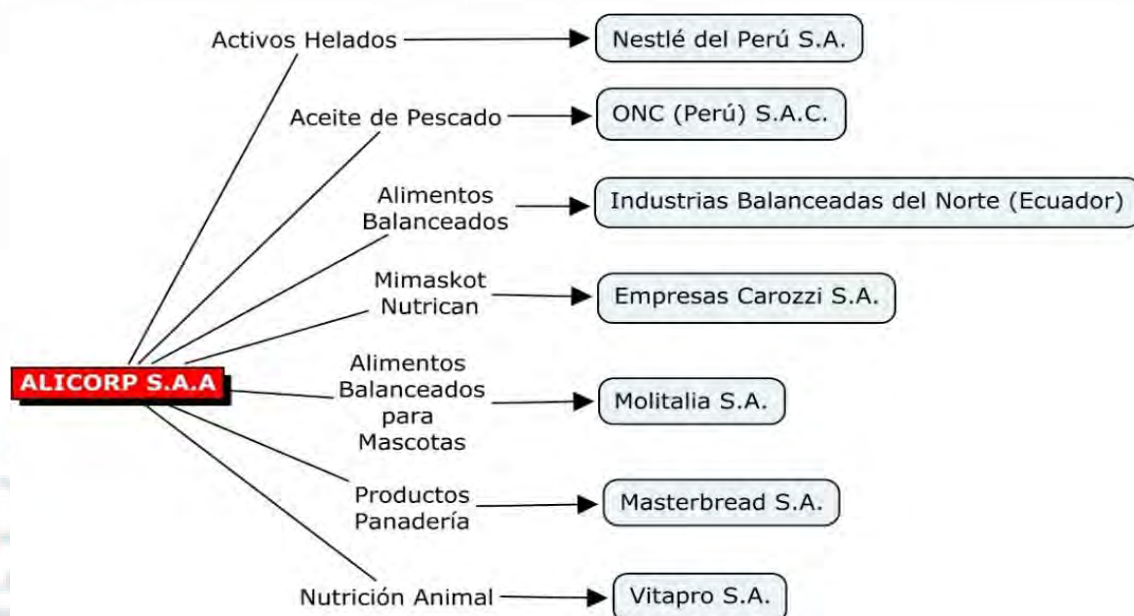 Activos Helados
Nestlé del Perú S.A.
Aceite de Pescado
ONC (Perú) S.A.C.
Alimentos
Balanceados
Industrias Balanceadas del Norte (Ecuador)
Mimaskot
Nutrican
Empresas Carozzi S.A.
ALICORP S.A.A
Alimentos
Balanceados
para
Mascotas
Molitalia S.A.
Productos
Panadería
Masterbread S.A.
Nutrición Animal
Vitapro S.A.